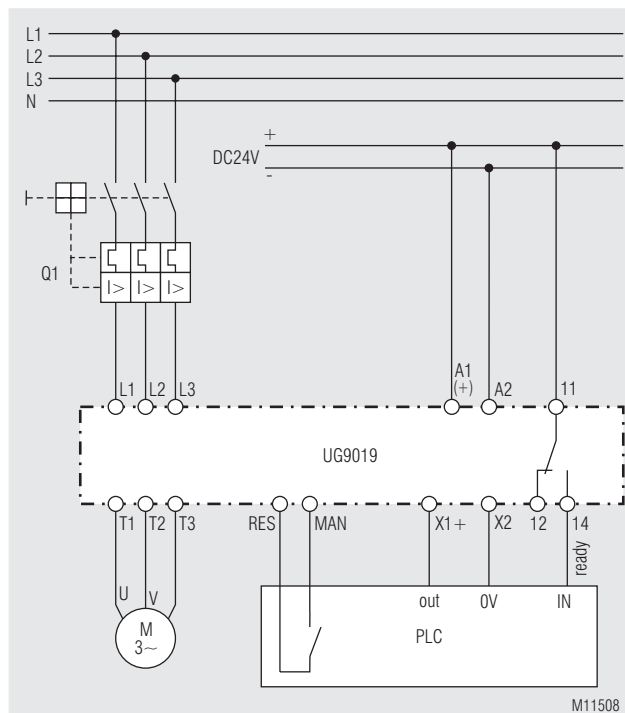 L1
L2
L3
N
+
DC24V
-
Q1
I> I> I>
L1 L2 L3 A1 (+) A2 11
UG9019
T1 T2 T3 RES MAN X1+ X2 12 14
ready
U V
out 0V IN
M
3~
PLC
M11508